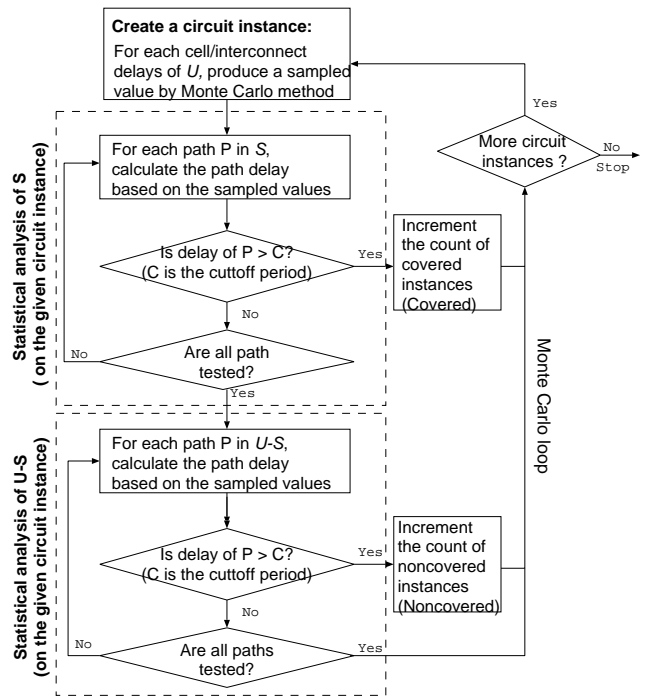 Create a circuit instance:
For each cell/interconnect
delays of U, produce a sampled
value by Monte Carlo method
Yes
More circuit
instances ?
No
Stop
Statistical analysis of S
( on the given circuit instance)
For each path P in S,
calculate the path delay
based on the sampled values
Is delay of P > C?
(C is the cuttoff period)
Yes
Increment
the count of
covered
instances
(Covered)
No
Are all path
tested?
No
Yes
Monte Carlo loop
Statistical analysis of U-S
(on the given circuit instance)
For each path P in U-S,
calculate the path delay
based on the sampled values
Is delay of P > C?
(C is the cuttoff period)
Yes
Increment
the count of
noncovered
instances
(Noncovered)
No
Are all paths
tested?
No
Yes